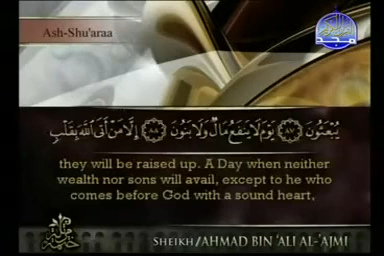 Ash-Shu'araa
المجد
يُبْعَثُونَ ﴿٨٧﴾ يَوْمَ لَا يَنفَعُ مَالٌ وَلَا بَنُونَ ﴿٨٨﴾ إِلَّا مَنْ أَتَى اللَّهَ بِقَلْبٍ
they will be raised up. A Day when neither
wealth nor sons will avail, except to he who
comes before God with a sound heart,
SHEIKH/AHMAD BIN 'ALI AL-'AJMI